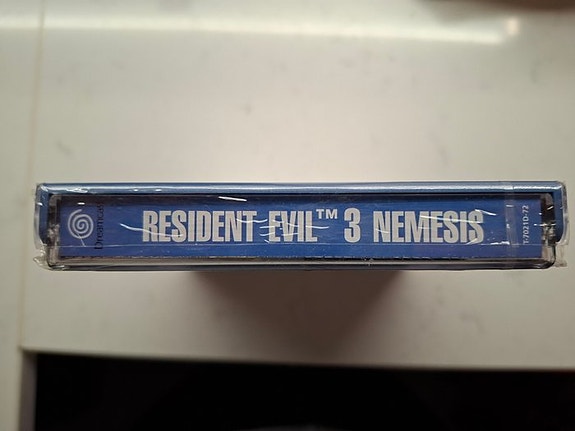 Dreamcast
RESIDENT EVIL™ 3 NEMESIS
T-7021D-72